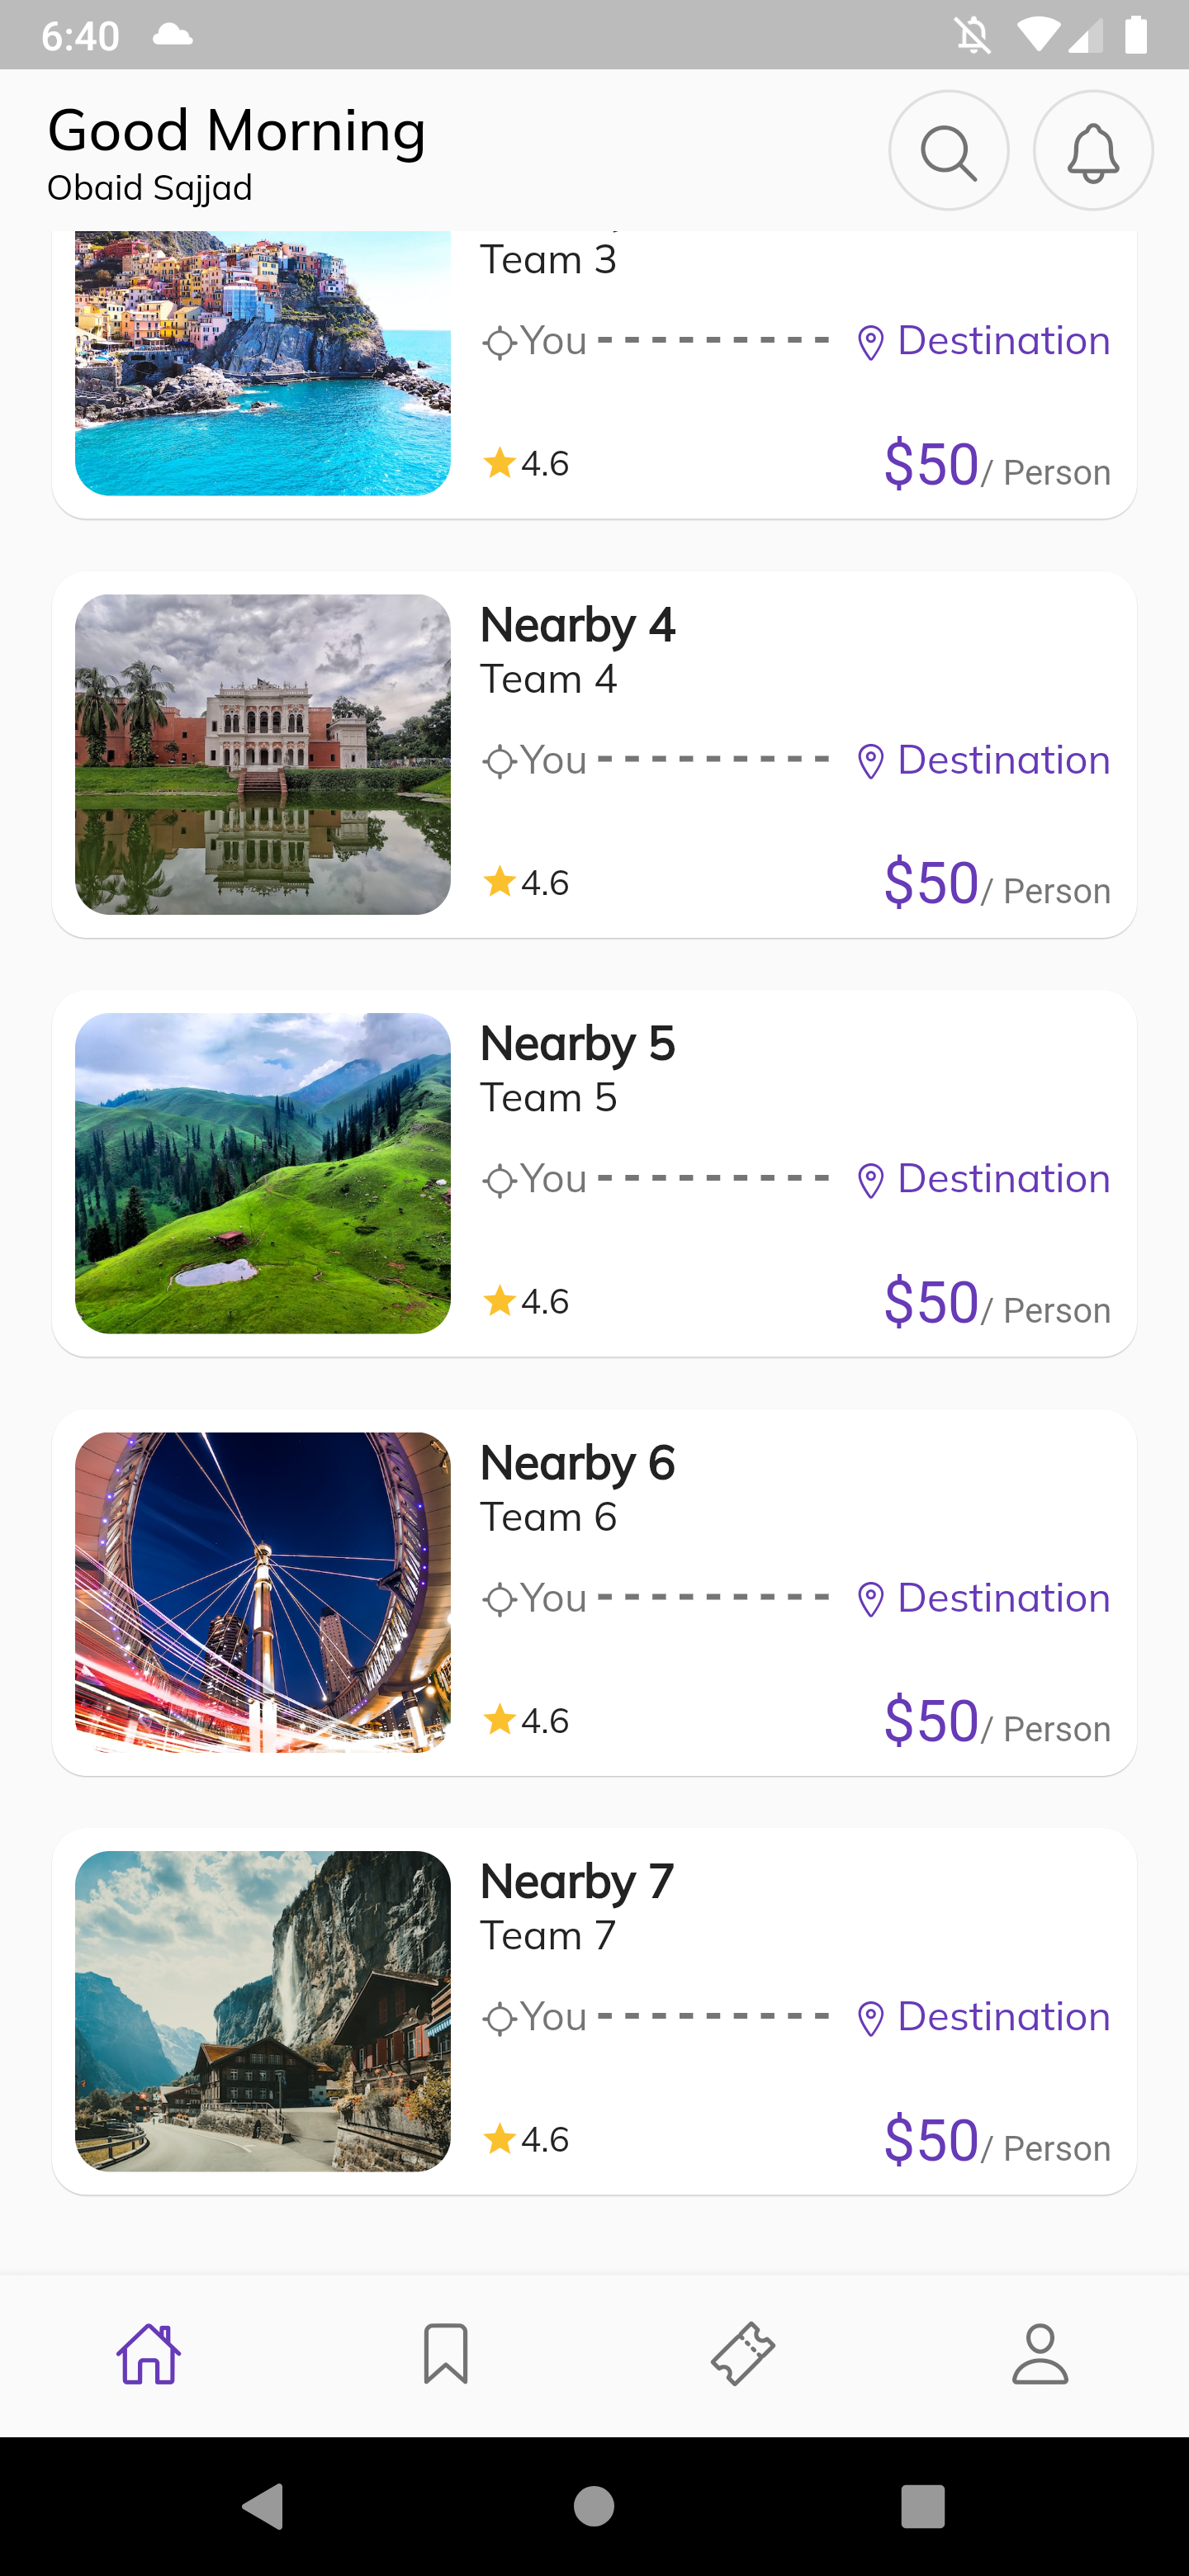 6:40
Good Morning
Obaid Sajjad
Team 3
You Destination
4.6 $50/ Person
Nearby 4
Team 4
You Destination
4.6 $50/ Person
Nearby 5
Team 5
You Destination
4.6 $50/ Person
Nearby 6
Team 6
You Destination
4.6 $50/ Person
Nearby 7
Team 7
You Destination
4.6 $50/ Person